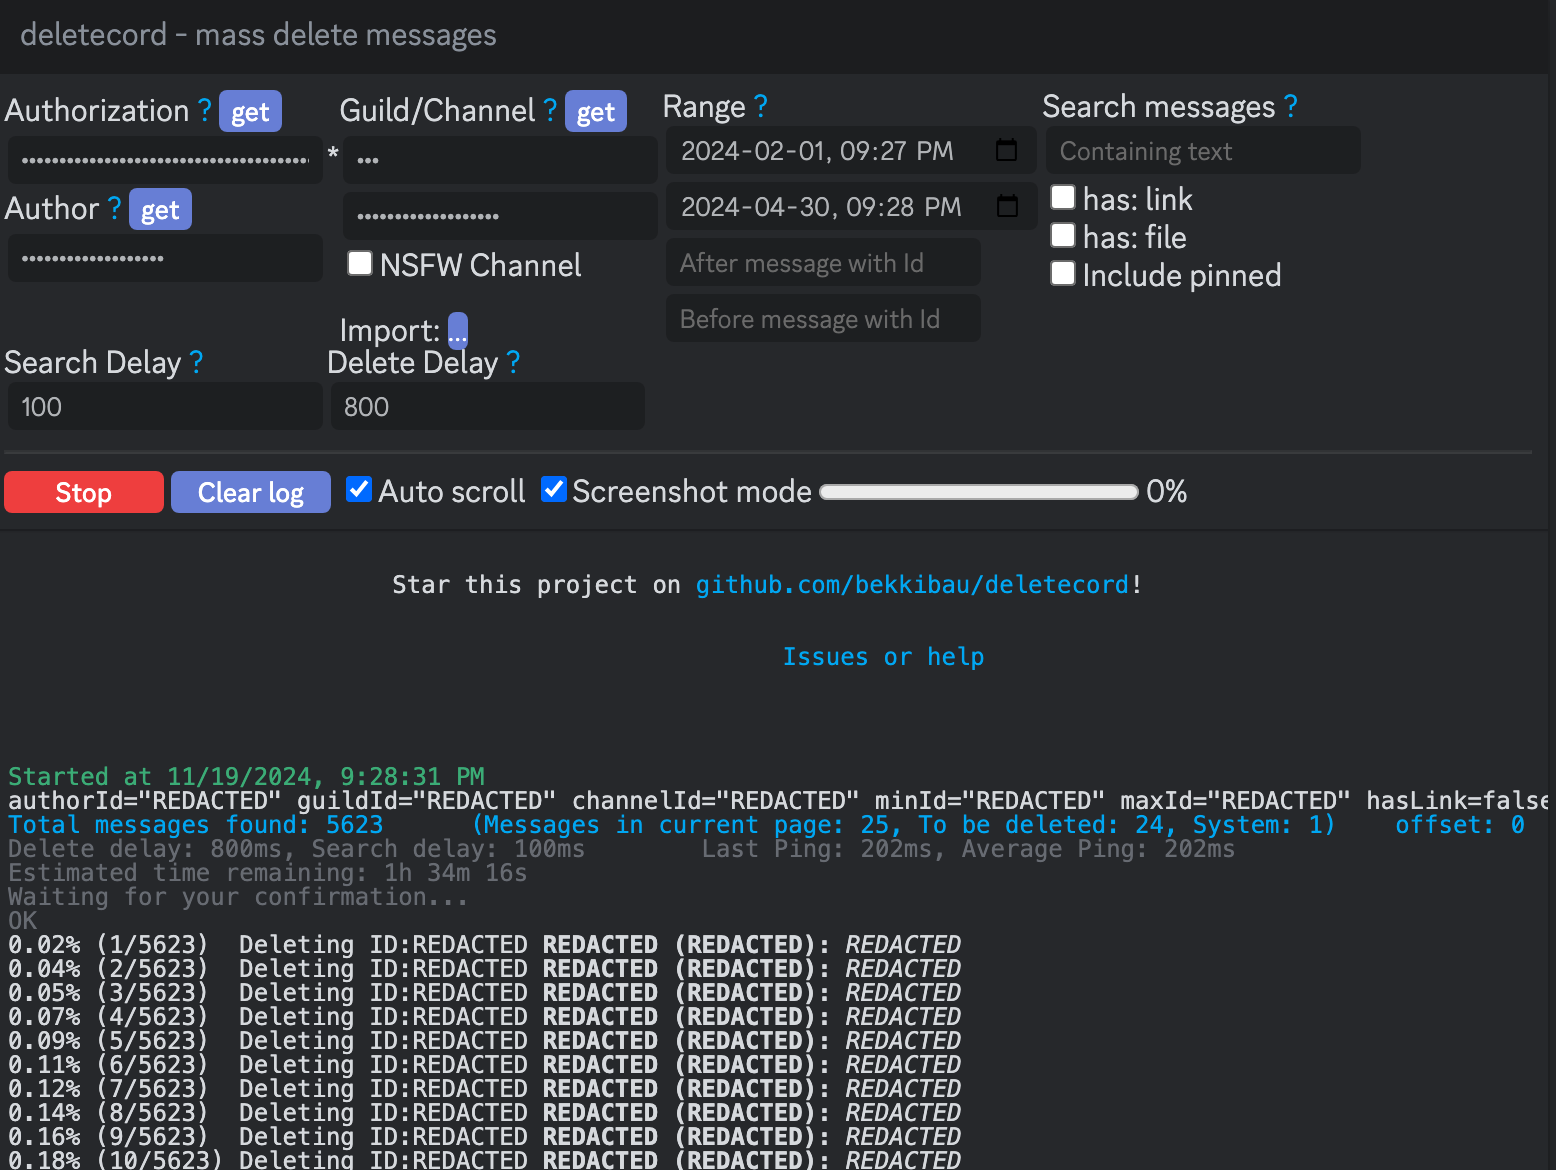 deletecord - mass delete messages
Authorization ? get
Guild/Channel ? get
Range ?
Search messages ?
••••••••••••••••••••••••••••••••••••••• * •••
2024-02-01, 09:27 PM
Containing text
Author ? get
•••••••••••••••••••
2024-04-30, 09:28 PM
has: link
has: file
•••••••••••••••••••
NSFW Channel
After message with Id
Include pinned
Before message with Id
Import: ...
Search Delay ?
Delete Delay ?
100
800
Stop
Clear log
Auto scroll
Screenshot mode
0%
Star this project on github.com/bekkibau/deletecord!
Issues or help
Started at 11/19/2024, 9:28:31 PM
authorId="REDACTED" guildId="REDACTED" channelId="REDACTED" minId="REDACTED" maxId="REDACTED" hasLink=false
Total messages found: 5623 (Messages in current page: 25, To be deleted: 24, System: 1) offset: 0
Delete delay: 800ms, Search delay: 100ms Last Ping: 202ms, Average Ping: 202ms
Estimated time remaining: 1h 34m 16s
Waiting for your confirmation...
OK
0.02% (1/5623) Deleting ID:REDACTED REDACTED (REDACTED): REDACTED
0.04% (2/5623) Deleting ID:REDACTED REDACTED (REDACTED): REDACTED
0.05% (3/5623) Deleting ID:REDACTED REDACTED (REDACTED): REDACTED
0.07% (4/5623) Deleting ID:REDACTED REDACTED (REDACTED): REDACTED
0.09% (5/5623) Deleting ID:REDACTED REDACTED (REDACTED): REDACTED
0.11% (6/5623) Deleting ID:REDACTED REDACTED (REDACTED): REDACTED
0.12% (7/5623) Deleting ID:REDACTED REDACTED (REDACTED): REDACTED
0.14% (8/5623) Deleting ID:REDACTED REDACTED (REDACTED): REDACTED
0.16% (9/5623) Deleting ID:REDACTED REDACTED (REDACTED): REDACTED
0.18% (10/5623) Deleting ID:REDACTED REDACTED (REDACTED): REDACTED